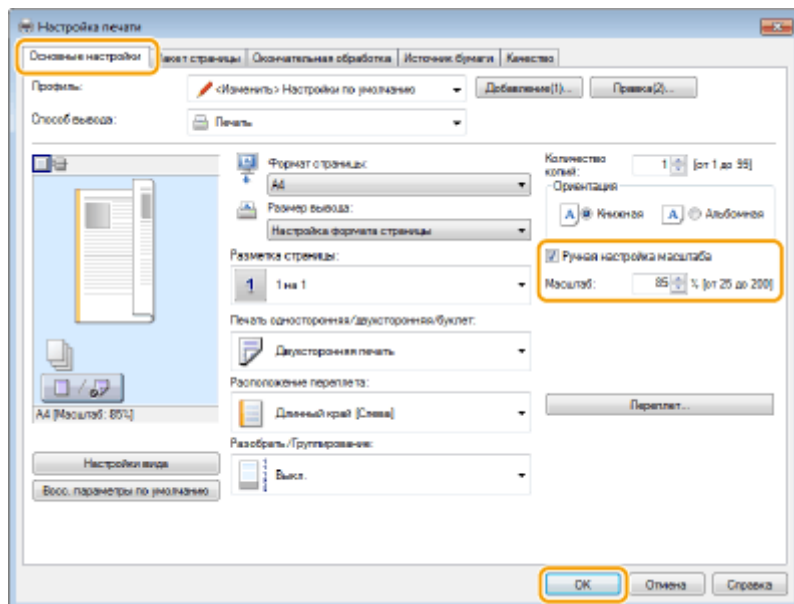 Настройка печати
Основные настройки Макет страницы Окончательная обработка Источник бумаги Качество
Профиль: <Изменить> Настройки по умолчанию Добавление(1)... Правка(2)...
Способ вывода: Печать
Формат страницы:
A4
Размер вывода:
Настройка формата страницы
Количество копий: 1 [от 1 до 99]
Ориентация
A Книжная A Альбомная
Разметка страницы:
1 1 на 1
Ручная настройка масштаба
Масштаб: 85 % [от 25 до 200]
Печать односторонняя/двухсторонняя/буклет:
Двухсторонняя печать
Расположение переплета:
Длинный край [Слева]
Переплет...
A4 [Масштаб: 85%]
Разобрать/Группирование:
Выкл.
Настройки вида
Восс. параметры по умолчанию
OK Отмена Справка